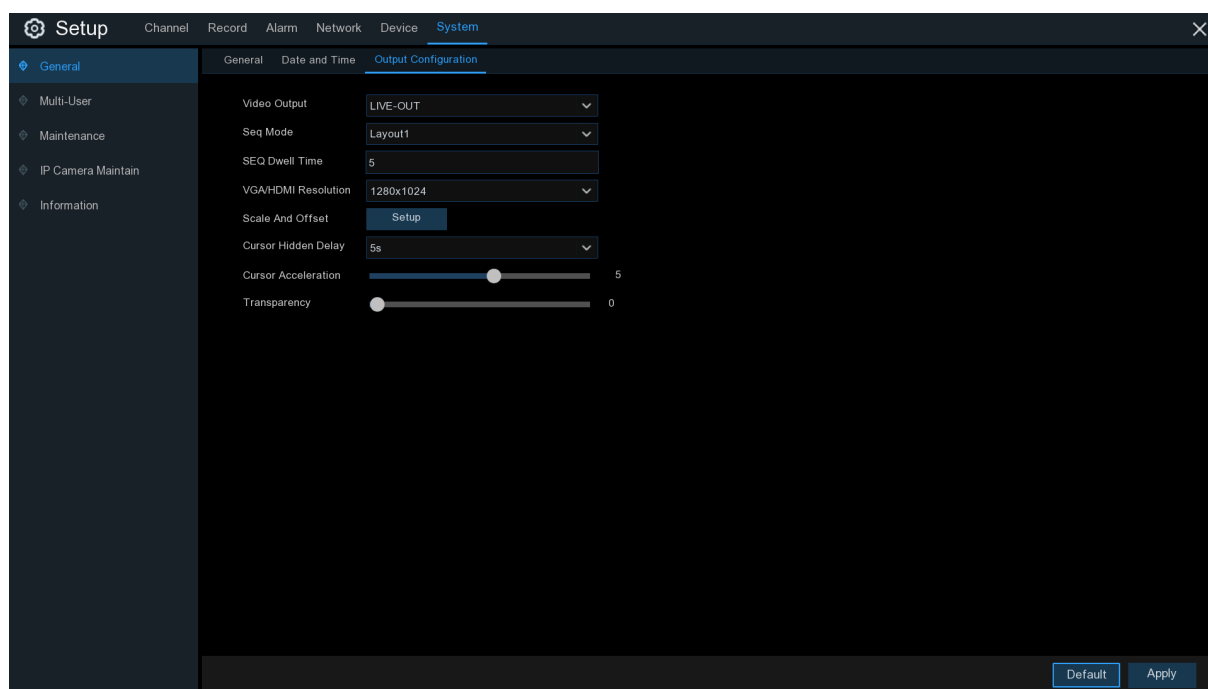 Setup Channel Record Alarm Network Device System
General
Multi-User
Maintenance
IP Camera Maintain
Information
General Date and Time Output Configuration
Video Output LIVE-OUT
Seq Mode Layout1
SEQ Dwell Time 5
VGA/HDMI Resolution 1280x1024
Scale And Offset Setup
Cursor Hidden Delay 5s
Cursor Acceleration 5
Transparency 0
Default Apply